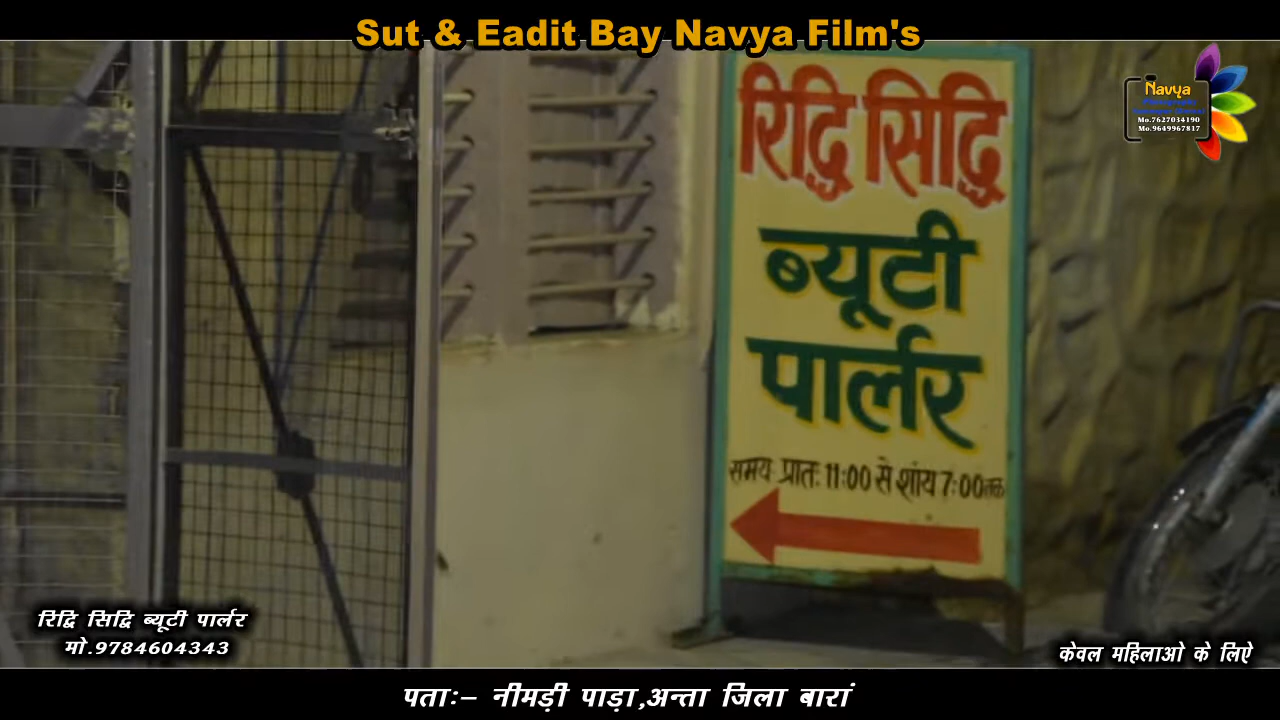 Sut & Eadit Bay Navya Film's
Navya
Mo.7627034190
Mo.9649967817
रिद्धि सिद्धि
ब्यूटी
पार्लर
समय: प्रात: 11:00 से शांय 7:00 तक
रिद्वि सिद्वि ब्यूटी पार्लर
मो.9784604343
केवल महिलाओ के लिऐ
पताः– नीमड़ी पाड़ा,अन्ता जिला बारां